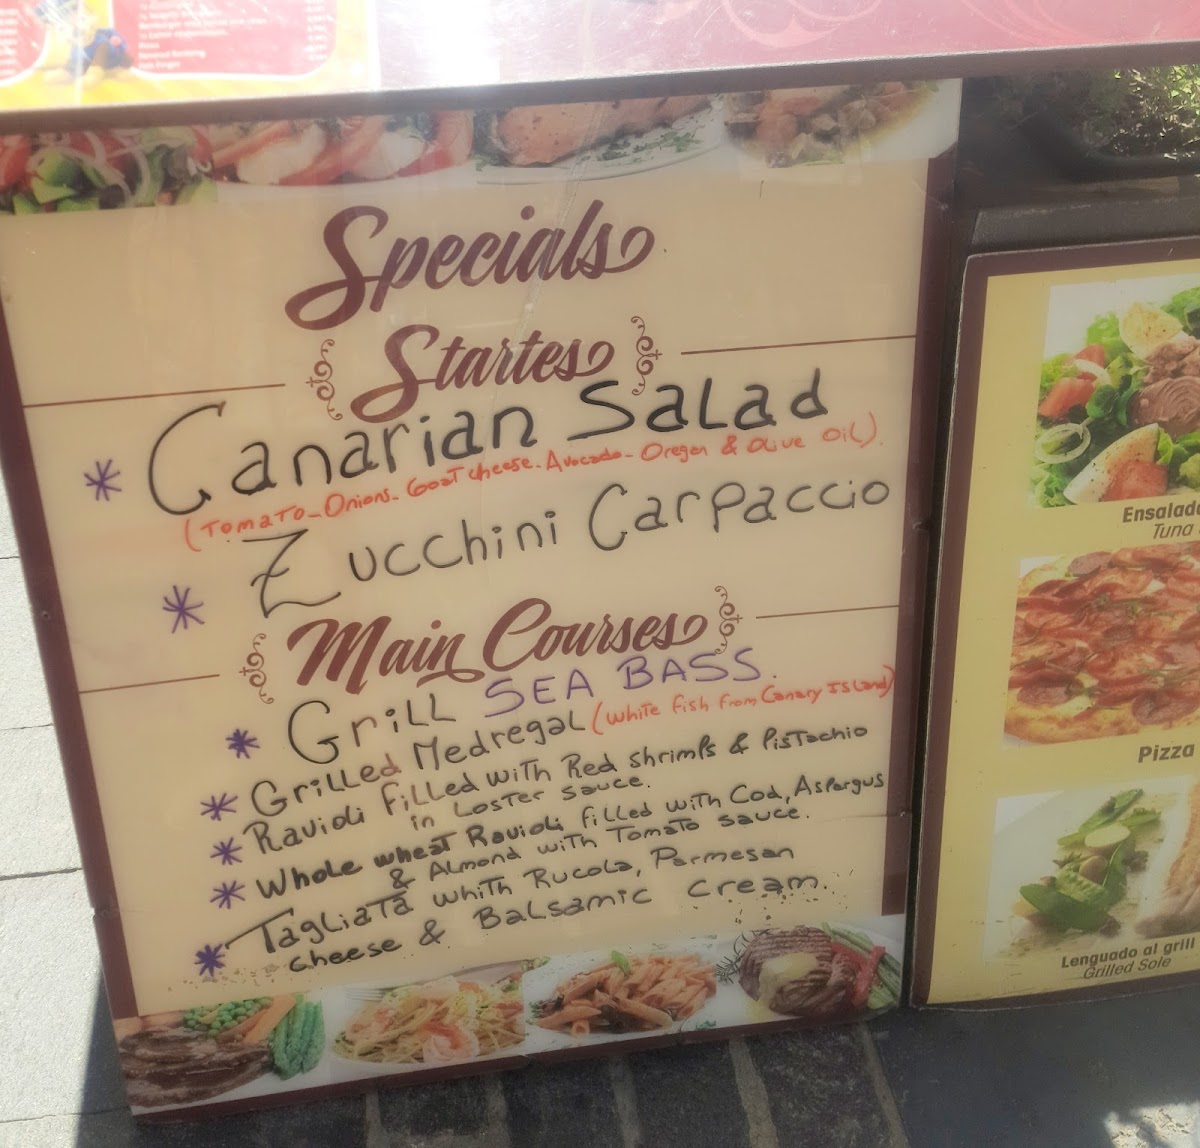 Specials
Startes
* Canarian Salad
(Tomato - Onions - Goat cheese - Avocado - Oregan & Olive Oil).
* Zucchini Carpaccio
Main Courses
* Grill SEA BASS.
* Grilled Medregal (White fish from Canary Island)
* Ravioli filled with Red shrimps & Pistachio
in Loster Sauce.
* Whole wheat Ravioli filled with Cod, Aspargus
& Almond with Tomato Sauce.
* Tagliata whith Rucola, Parmesan
cheese & Balsamic Cream.
Tuna
Pizza
Lenguado al grill
Grilled Sole